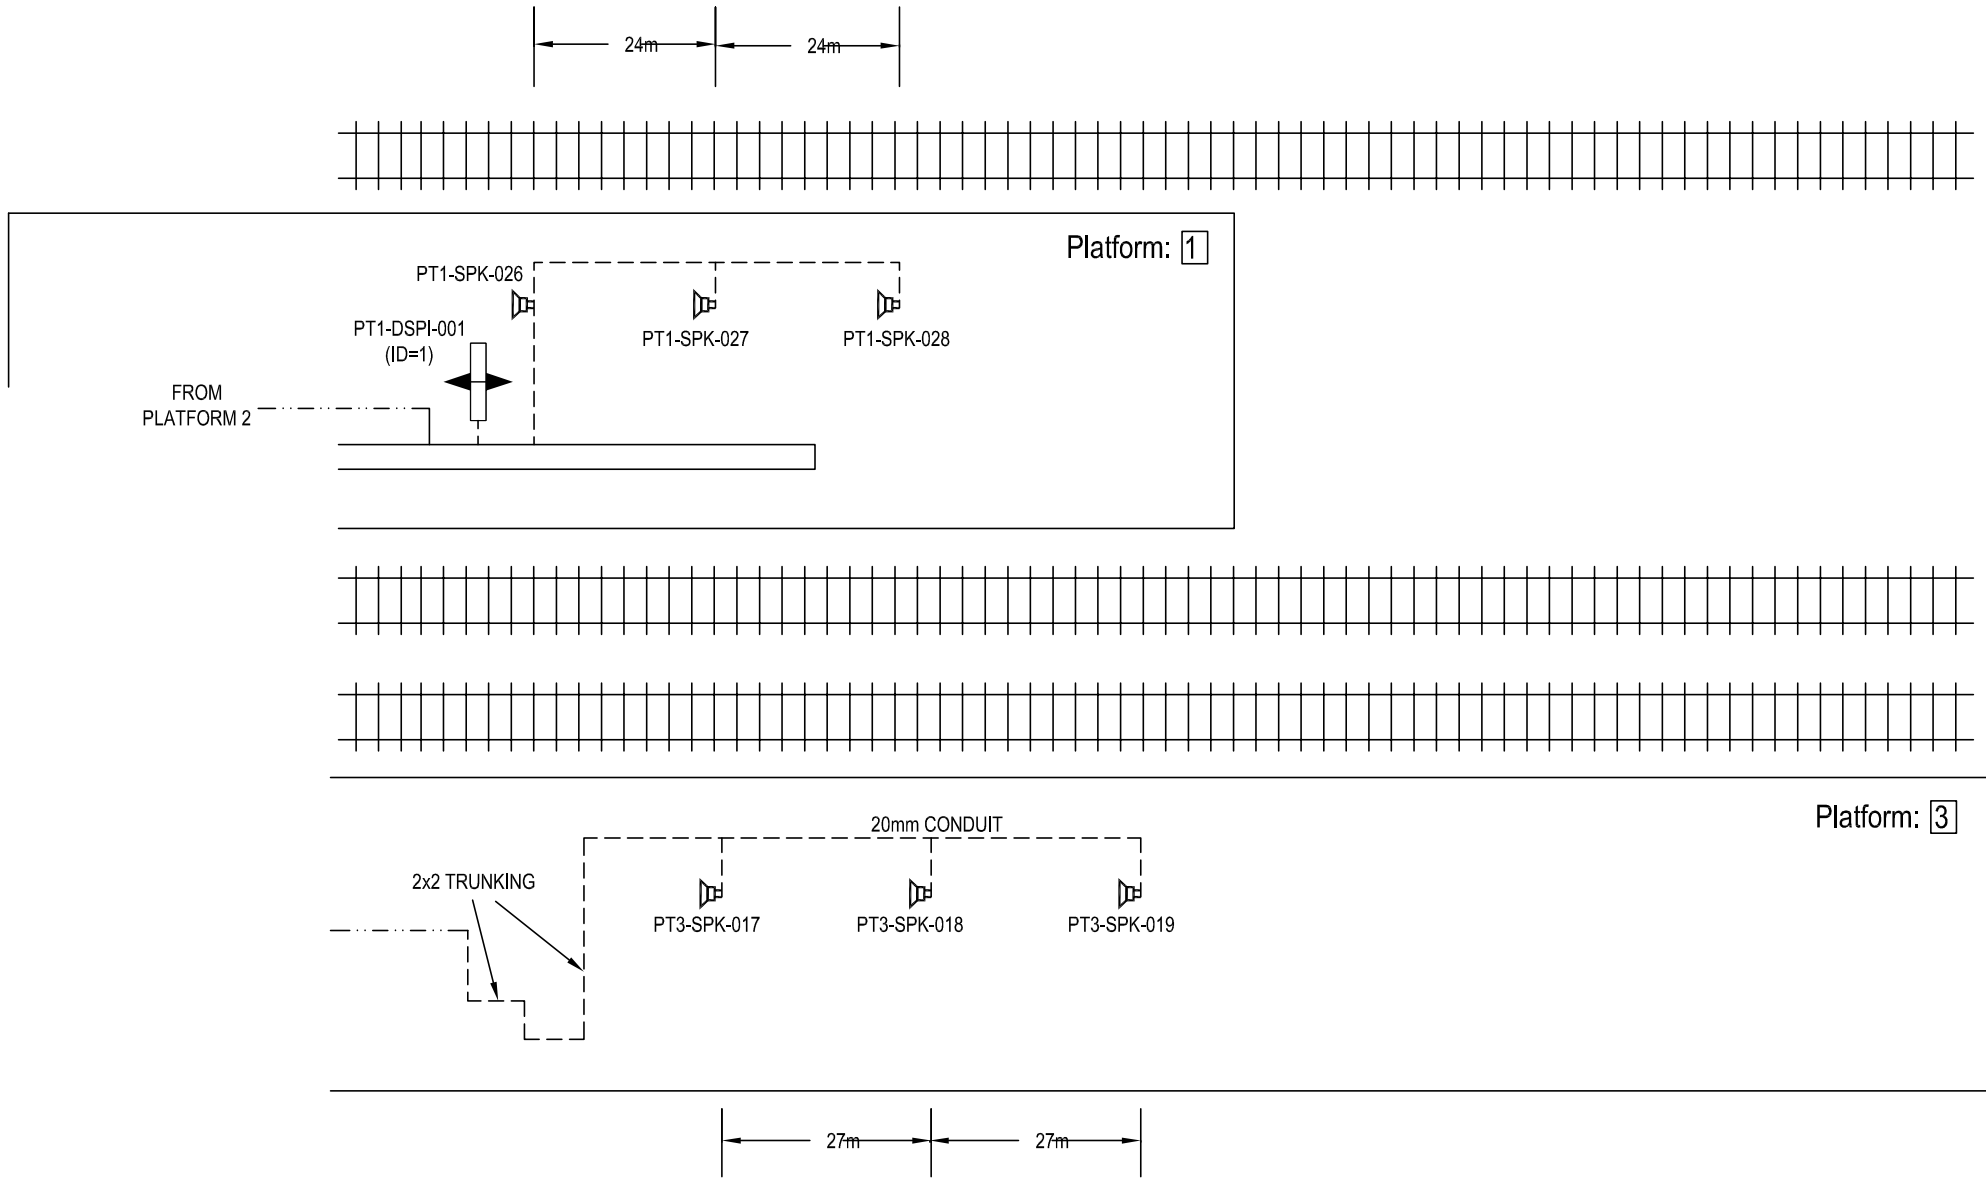 24m
24m
Platform: 1
PT1-SPK-026
PT1-DSPI-001
(ID=1)
PT1-SPK-027
PT1-SPK-028
FROM
PLATFORM 2
Platform: 3
20mm CONDUIT
2x2 TRUNKING
PT3-SPK-017
PT3-SPK-018
PT3-SPK-019
27m
27m